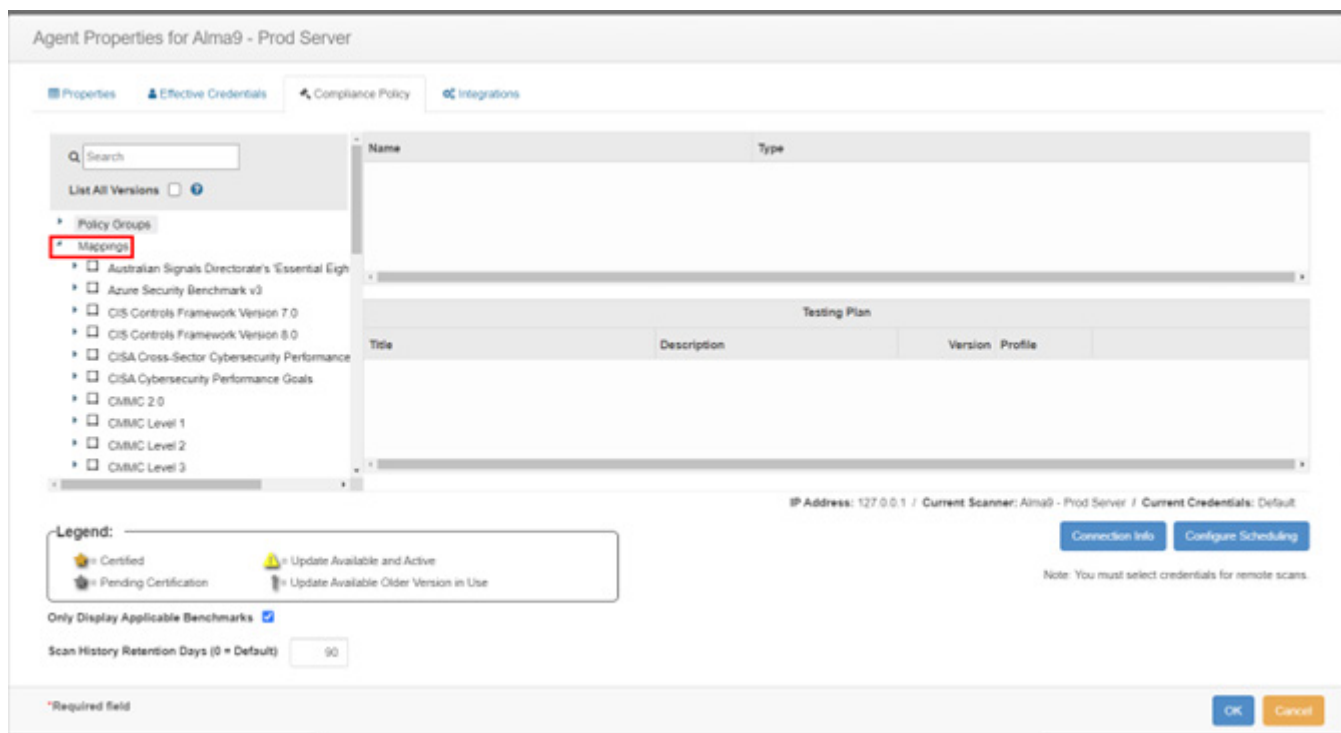 Agent Properties for Alma9 - Prod Server
Properties
Effective Credentials
Compliance Policy
Integrations
Search
List All Versions
Policy Groups
Mappings
Australian Signals Directorate's 'Essential Eigh
Azure Security Benchmark v3
CIS Controls Framework Version 7.0
CIS Controls Framework Version 8.0
CISA Cross-Sector Cybersecurity Performance
CISA Cybersecurity Performance Goals
CMMC 2.0
CMMC Level 1
CMMC Level 2
CMMC Level 3
Name Type
Testing Plan
Title Description Version Profile
IP Address: 127.0.0.1 / Current Scanner: Alma9 - Prod Server / Current Credentials: Default
Connection Info
Configure Scheduling
Note: You must select credentials for remote scans.
Legend:
= Certified
= Update Available and Active
= Pending Certification
= Update Available Older Version in Use
Only Display Applicable Benchmarks
Scan History Retention Days (0 = Default) 90
*Required field
OK
Cancel